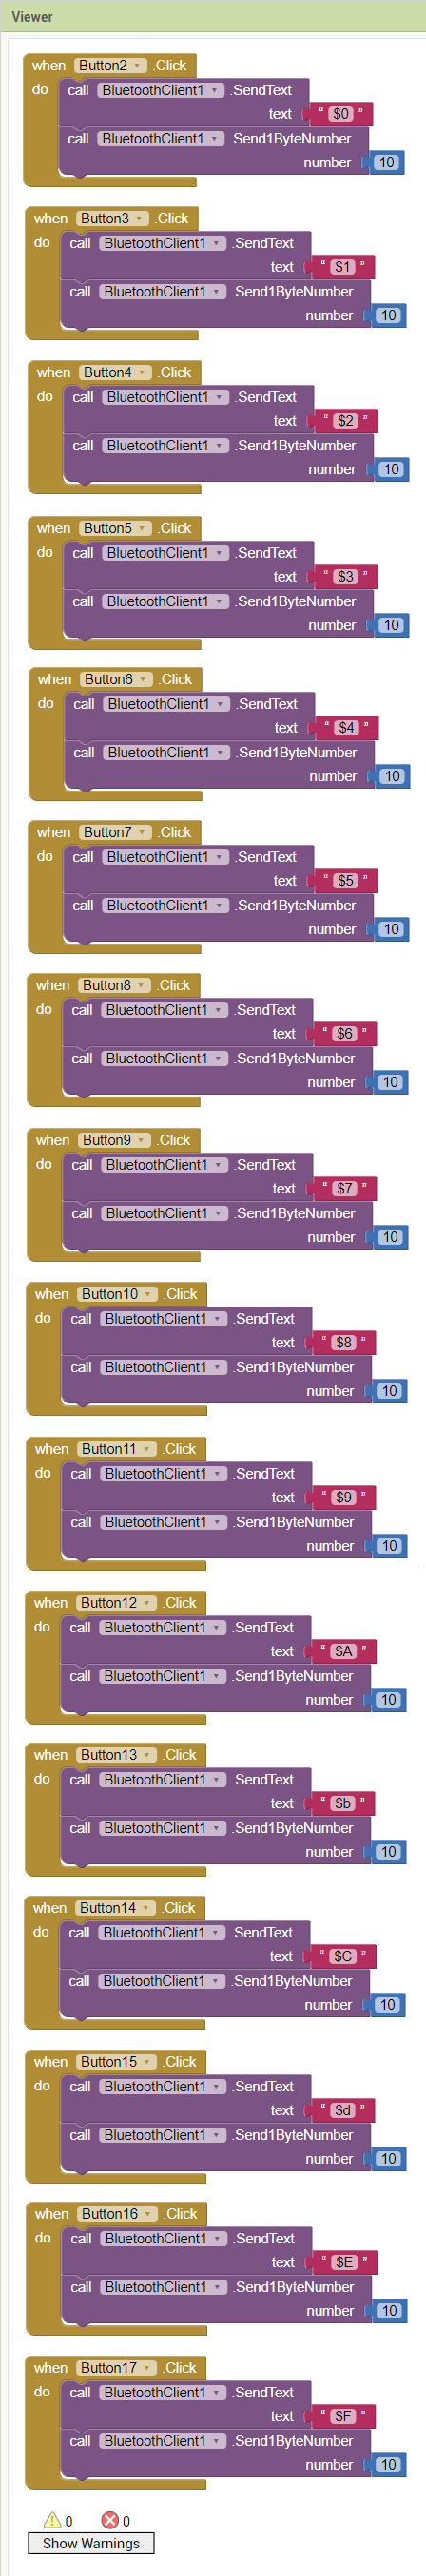 Viewer
when Button2 .Click
do call BluetoothClient1 .SendText
text “ $0 ”
call BluetoothClient1 .Send1ByteNumber
number 10
when Button3 .Click
do call BluetoothClient1 .SendText
text “ $1 ”
call BluetoothClient1 .Send1ByteNumber
number 10
when Button4 .Click
do call BluetoothClient1 .SendText
text “ $2 ”
call BluetoothClient1 .Send1ByteNumber
number 10
when Button5 .Click
do call BluetoothClient1 .SendText
text “ $3 ”
call BluetoothClient1 .Send1ByteNumber
number 10
when Button6 .Click
do call BluetoothClient1 .SendText
text “ $4 ”
call BluetoothClient1 .Send1ByteNumber
number 10
when Button7 .Click
do call BluetoothClient1 .SendText
text “ $5 ”
call BluetoothClient1 .Send1ByteNumber
number 10
when Button8 .Click
do call BluetoothClient1 .SendText
text “ $6 ”
call BluetoothClient1 .Send1ByteNumber
number 10
when Button9 .Click
do call BluetoothClient1 .SendText
text “ $7 ”
call BluetoothClient1 .Send1ByteNumber
number 10
when Button10 .Click
do call BluetoothClient1 .SendText
text “ $8 ”
call BluetoothClient1 .Send1ByteNumber
number 10
when Button11 .Click
do call BluetoothClient1 .SendText
text “ $9 ”
call BluetoothClient1 .Send1ByteNumber
number 10
when Button12 .Click
do call BluetoothClient1 .SendText
text “ $A ”
call BluetoothClient1 .Send1ByteNumber
number 10
when Button13 .Click
do call BluetoothClient1 .SendText
text “ $b ”
call BluetoothClient1 .Send1ByteNumber
number 10
when Button14 .Click
do call BluetoothClient1 .SendText
text “ $C ”
call BluetoothClient1 .Send1ByteNumber
number 10
when Button15 .Click
do call BluetoothClient1 .SendText
text “ $d ”
call BluetoothClient1 .Send1ByteNumber
number 10
when Button16 .Click
do call BluetoothClient1 .SendText
text “ $E ”
call BluetoothClient1 .Send1ByteNumber
number 10
when Button17 .Click
do call BluetoothClient1 .SendText
text “ $F ”
call BluetoothClient1 .Send1ByteNumber
number 10
0 0
Show Warnings